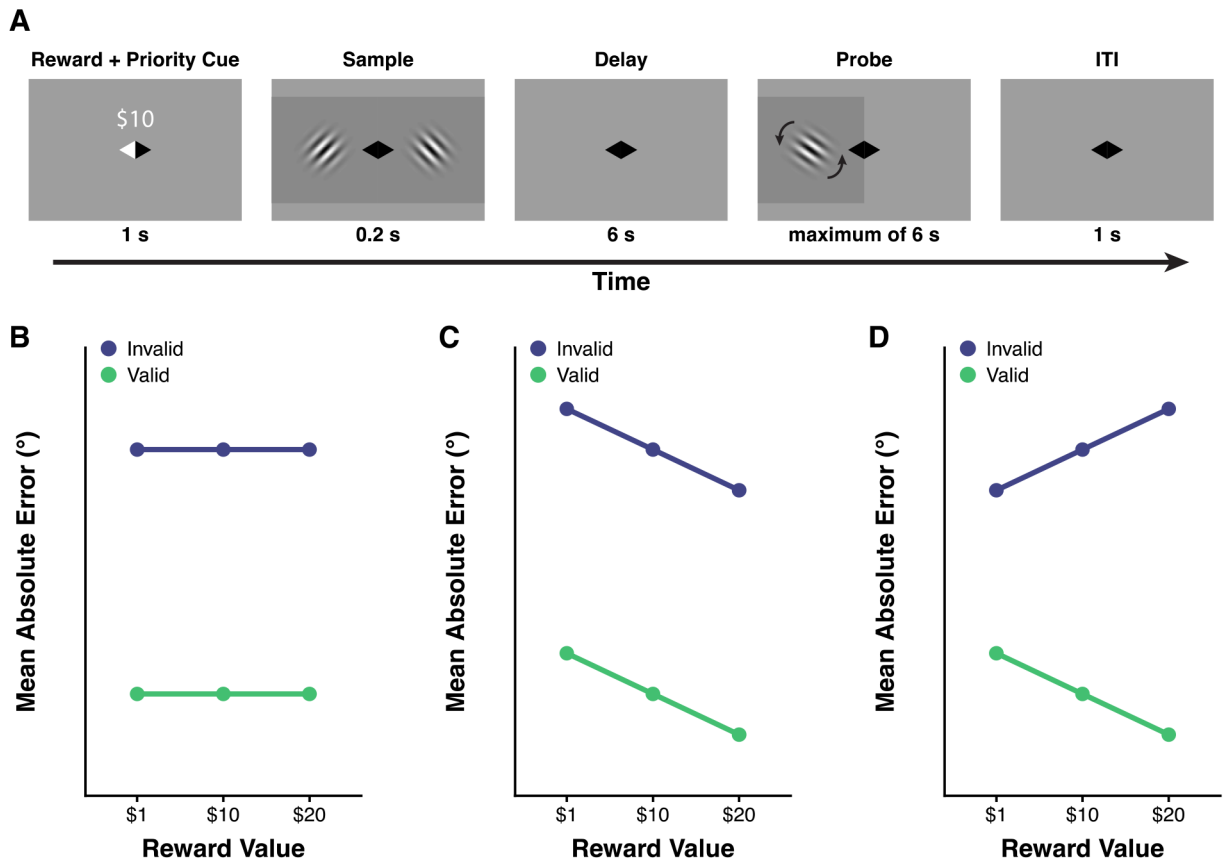 A
Reward + Priority Cue Sample Delay Probe ITI
$10
1 s 0.2 s 6 s maximum of 6 s 1 s
Time
B
Invalid
Valid
Mean Absolute Error (°)
$1 $10 $20
Reward Value
C
Invalid
Valid
Mean Absolute Error (°)
$1 $10 $20
Reward Value
D
Invalid
Valid
Mean Absolute Error (°)
$1 $10 $20
Reward Value